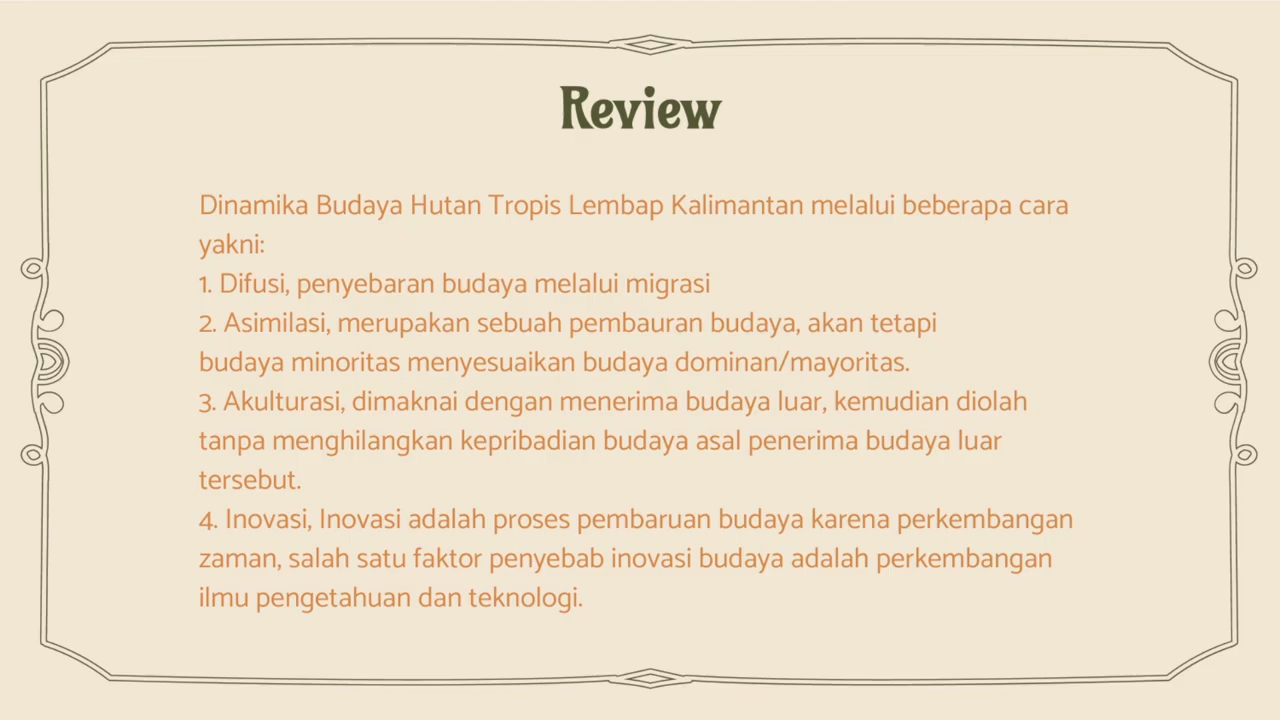 Review
Dinamika Budaya Hutan Tropis Lembap Kalimantan melalui beberapa cara
yakni:
1. Difusi, penyebaran budaya melalui migrasi
2. Asimilasi, merupakan sebuah pembauran budaya, akan tetapi
budaya minoritas menyesuaikan budaya dominan/mayoritas.
3. Akulturasi, dimaknai dengan menerima budaya luar, kemudian diolah
tanpa menghilangkan kepribadian budaya asal penerima budaya luar
tersebut.
4. Inovasi, Inovasi adalah proses pembaruan budaya karena perkembangan
zaman, salah satu faktor penyebab inovasi budaya adalah perkembangan
ilmu pengetahuan dan teknologi.